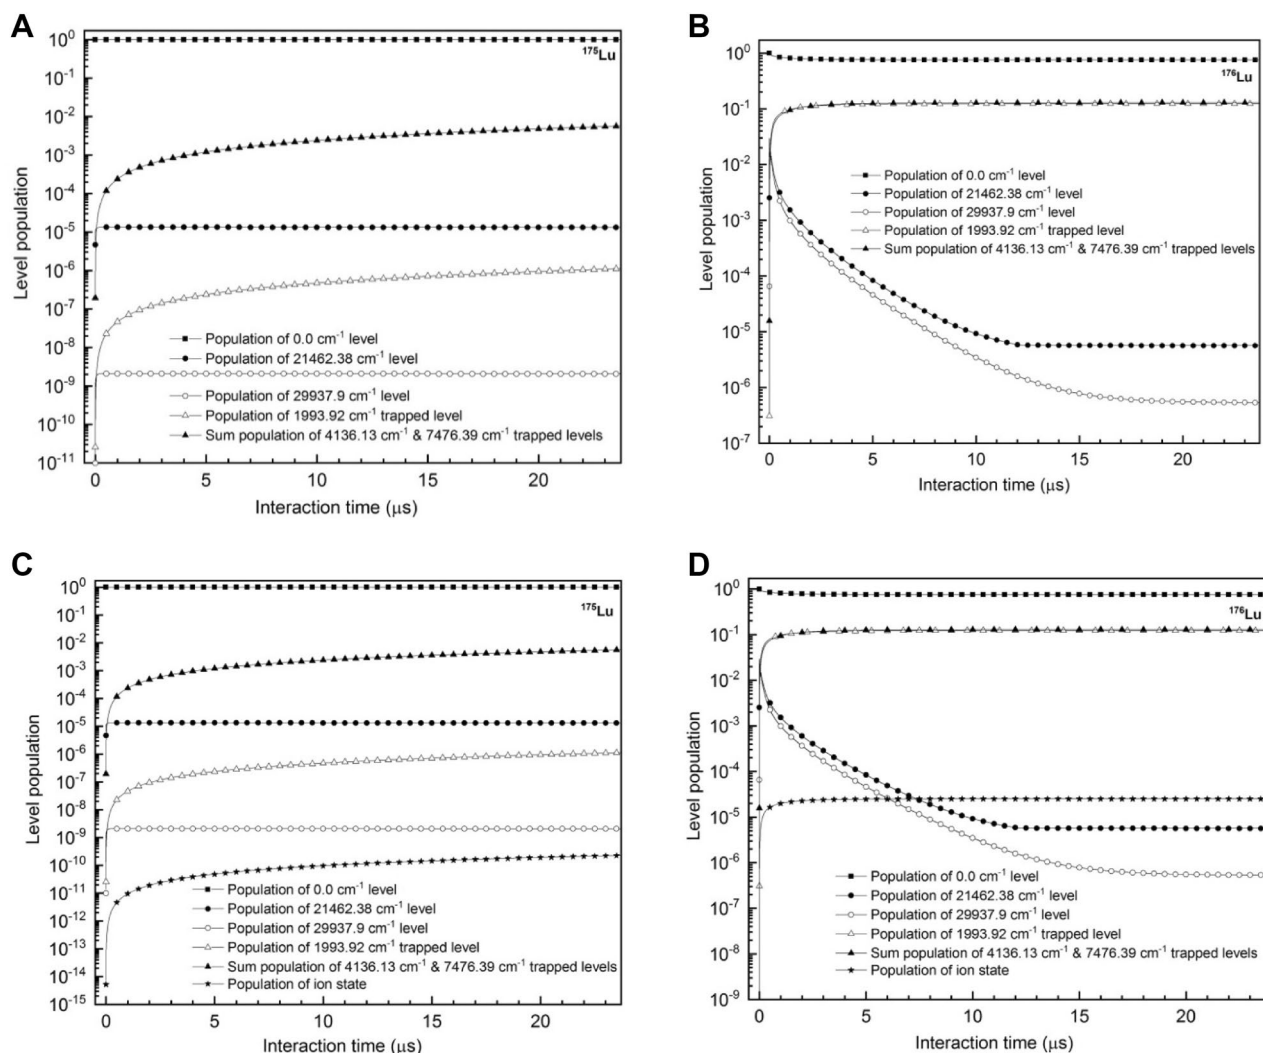 A
10⁰
10⁻¹
10⁻²
10⁻³
10⁻⁴
10⁻⁵
10⁻⁶
10⁻⁷
10⁻⁸
10⁻⁹
10⁻¹⁰
10⁻¹¹
Level population
¹⁷⁵Lu
Population of 0.0 cm⁻¹ level
Population of 21462.38 cm⁻¹ level
Population of 29937.9 cm⁻¹ level
Population of 1993.92 cm⁻¹ trapped level
Sum population of 4136.13 cm⁻¹ & 7476.39 cm⁻¹ trapped levels
0 5 10 15 20
Interaction time (μs)
B
10⁰
10⁻¹
10⁻²
10⁻³
10⁻⁴
10⁻⁵
10⁻⁶
10⁻⁷
Level population
¹⁷⁶Lu
Population of 0.0 cm⁻¹ level
Population of 21462.38 cm⁻¹ level
Population of 29937.9 cm⁻¹ level
Population of 1993.92 cm⁻¹ trapped level
Sum population of 4136.13 cm⁻¹ & 7476.39 cm⁻¹ trapped levels
0 5 10 15 20
Interaction time (μs)
C
10⁰
10⁻¹
10⁻²
10⁻³
10⁻⁴
10⁻⁵
10⁻⁶
10⁻⁷
10⁻⁸
10⁻⁹
10⁻¹⁰
10⁻¹¹
10⁻¹²
10⁻¹³
10⁻¹⁴
10⁻¹⁵
Level population
¹⁷⁵Lu
Population of 0.0 cm⁻¹ level
Population of 21462.38 cm⁻¹ level
Population of 29937.9 cm⁻¹ level
Population of 1993.92 cm⁻¹ trapped level
Sum population of 4136.13 cm⁻¹ & 7476.39 cm⁻¹ trapped levels
Population of ion state
0 5 10 15 20
Interaction time (μs)
D
10⁰
10⁻¹
10⁻²
10⁻³
10⁻⁴
10⁻⁵
10⁻⁶
10⁻⁷
10⁻⁸
10⁻⁹
Level population
¹⁷⁶Lu
Population of 0.0 cm⁻¹ level
Population of 21462.38 cm⁻¹ level
Population of 29937.9 cm⁻¹ level
Population of 1993.92 cm⁻¹ trapped level
Sum population of 4136.13 cm⁻¹ & 7476.39 cm⁻¹ trapped levels
Population of ion state
0 5 10 15 20
Interaction time (μs)